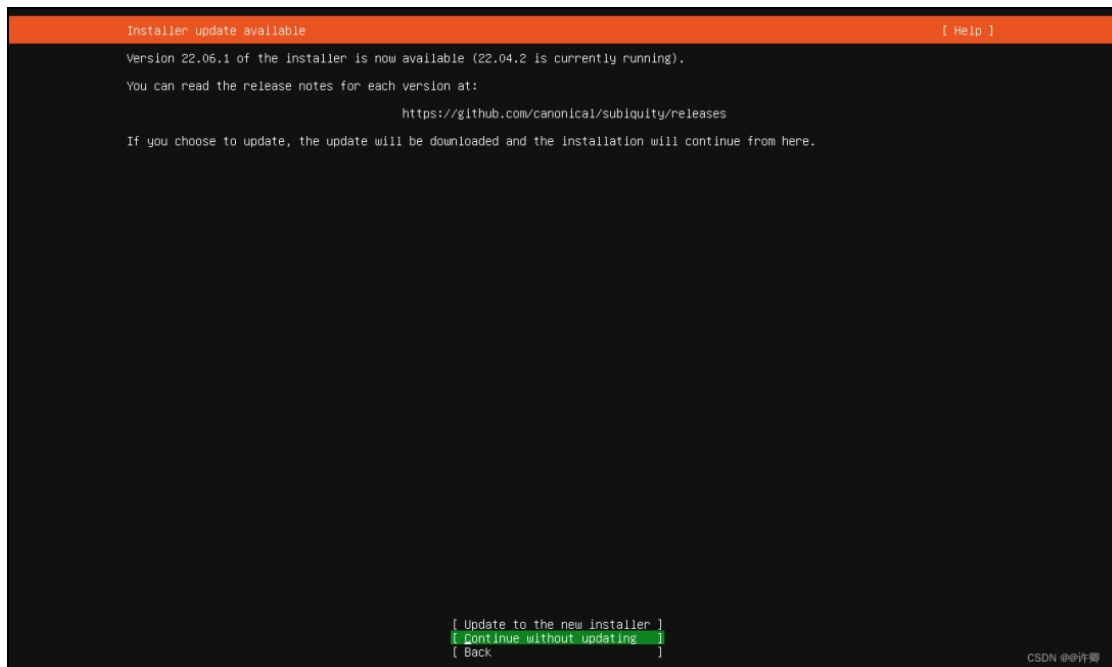 Installer update available [ Help ]
Version 22.06.1 of the installer is now available (22.04.2 is currently running).
You can read the release notes for each version at:
https://github.com/canonical/subiquity/releases
If you choose to update, the update will be downloaded and the installation will continue from here.
[ Update to the new installer ]
[ Continue without updating ]
[ Back ]
CSDN @@许卿